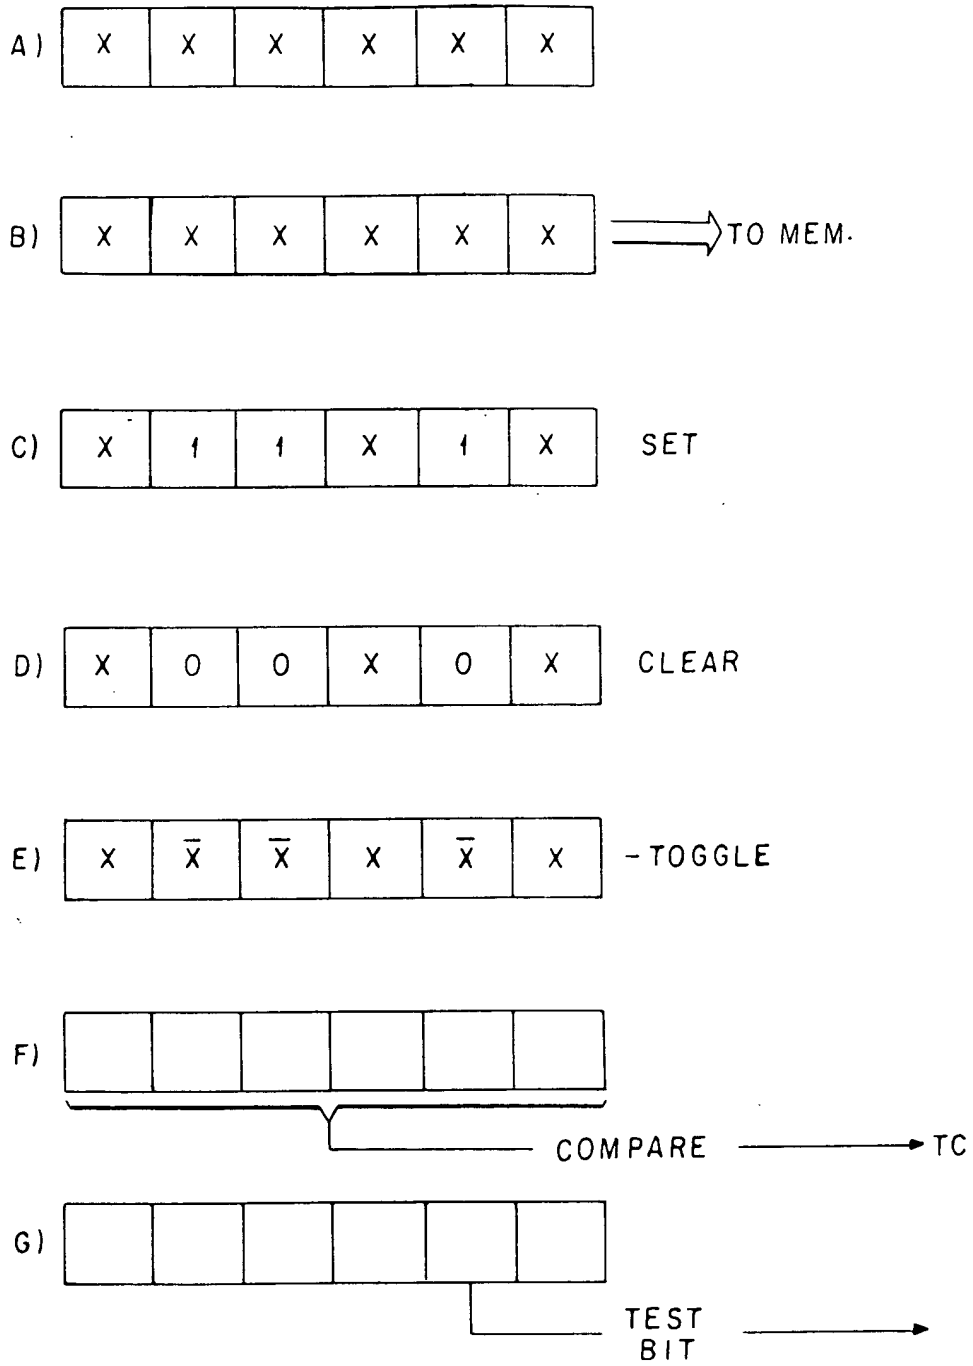 A) X X X X X X
B) X X X X X X TO MEM.
C) X 1 1 X 1 X SET
D) X 0 0 X 0 X CLEAR
E) X X̅ X̅ X X̅ X - TOGGLE
F)
COMPARE TC
G)
TEST
BIT